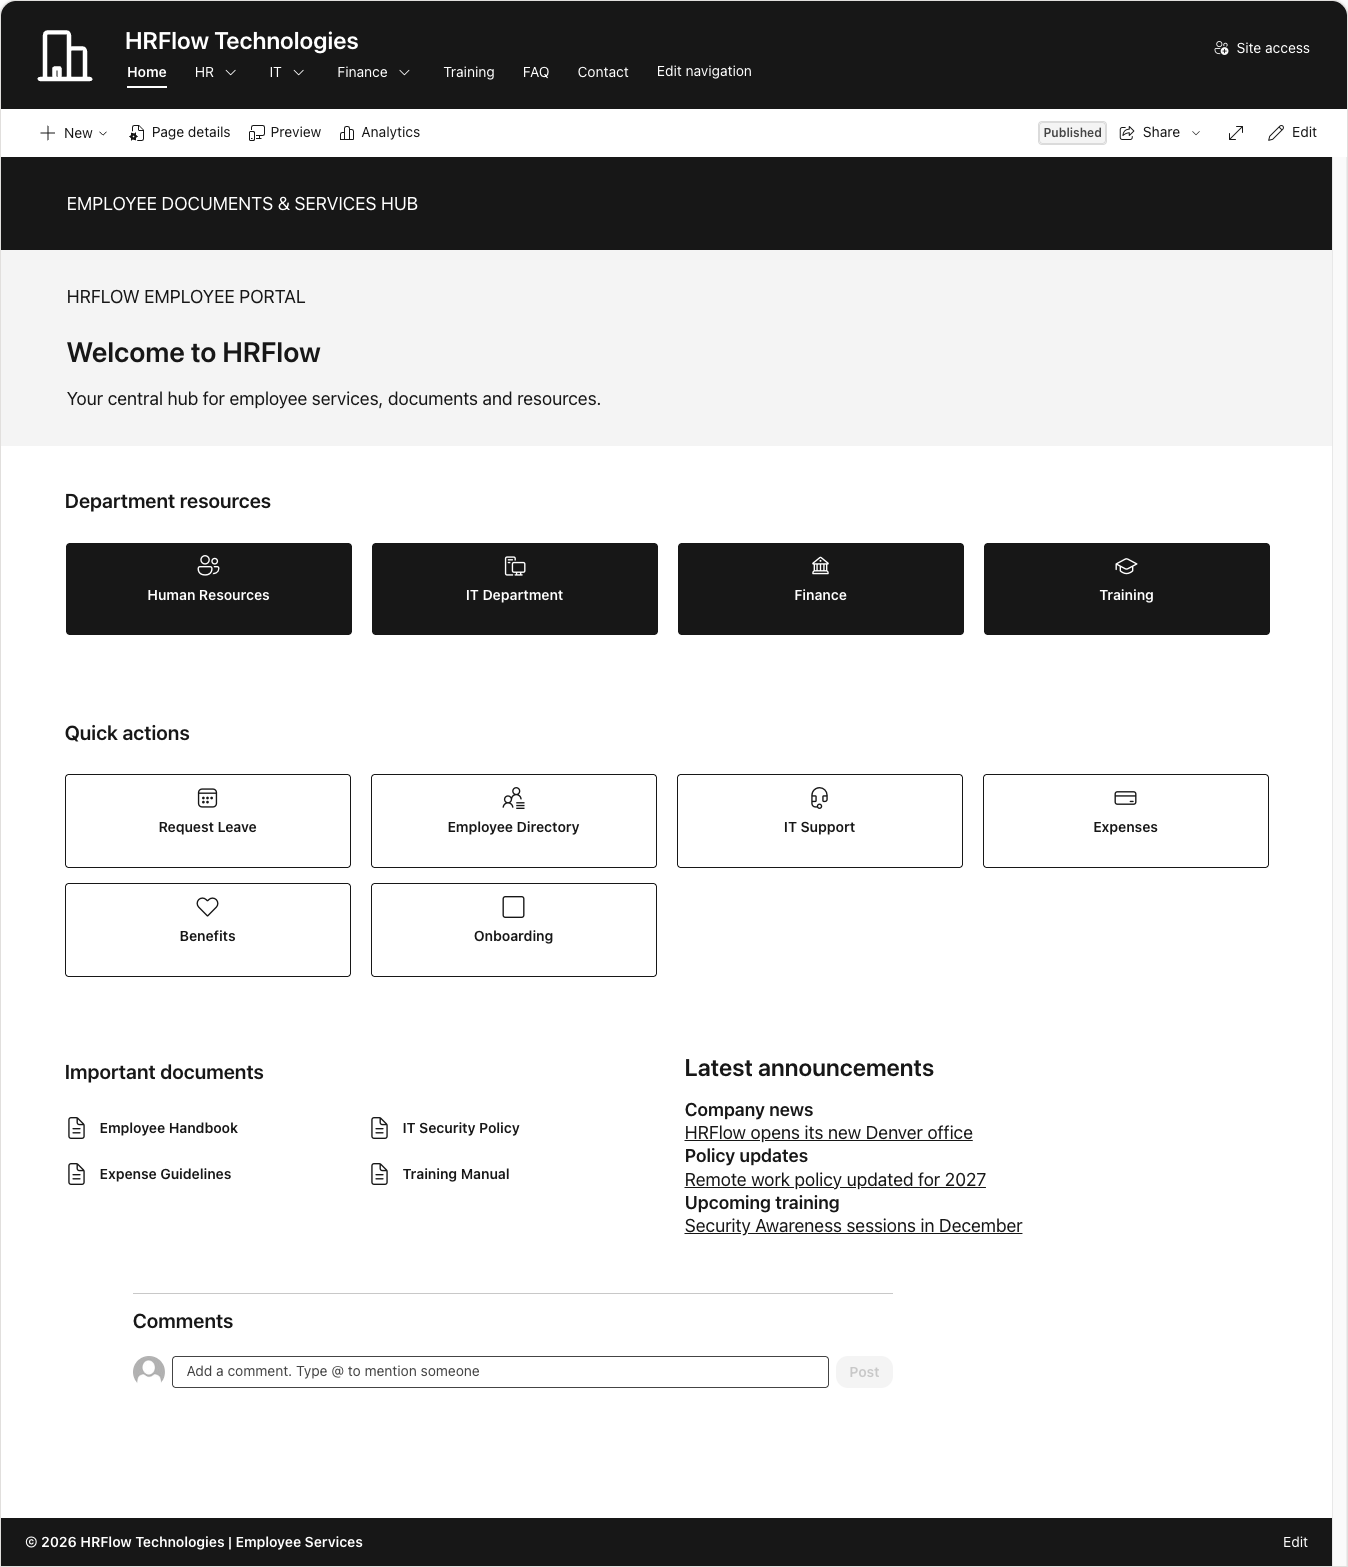 HRFlow Technologies
Home HR IT Finance Training FAQ Contact Edit navigation
Site access
New Page details Preview Analytics
Published Share Edit
EMPLOYEE DOCUMENTS & SERVICES HUB
HRFLOW EMPLOYEE PORTAL
Welcome to HRFlow
Your central hub for employee services, documents and resources.
Department resources
Human Resources IT Department Finance Training
Quick actions
Request Leave Employee Directory IT Support Expenses
Benefits Onboarding
Important documents
Employee Handbook IT Security Policy
Expense Guidelines Training Manual
Latest announcements
Company news
HRFlow opens its new Denver office
Policy updates
Remote work policy updated for 2027
Upcoming training
Security Awareness sessions in December
Comments
Add a comment. Type @ to mention someone
Post
© 2026 HRFlow Technologies | Employee Services
Edit